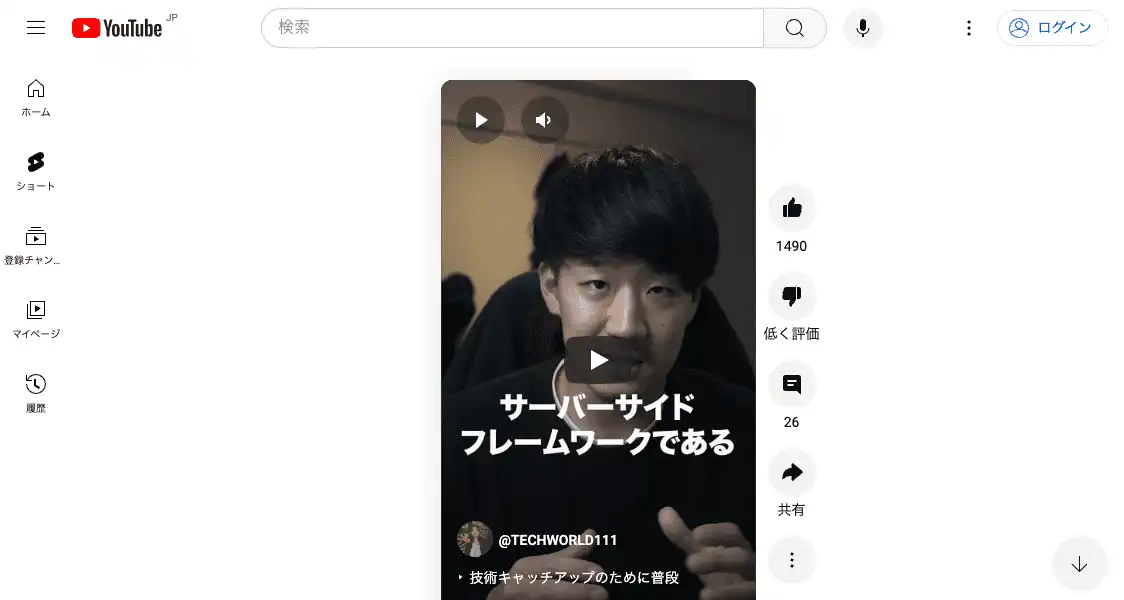 YouTube JP
検索
ログイン
ホーム
ショート
登録チャン...
マイページ
履歴
サーバーサイド
フレームワークである
@TECHWORLD111
‣ 技術キャッチアップのために普段
1490
低く評価
26
共有